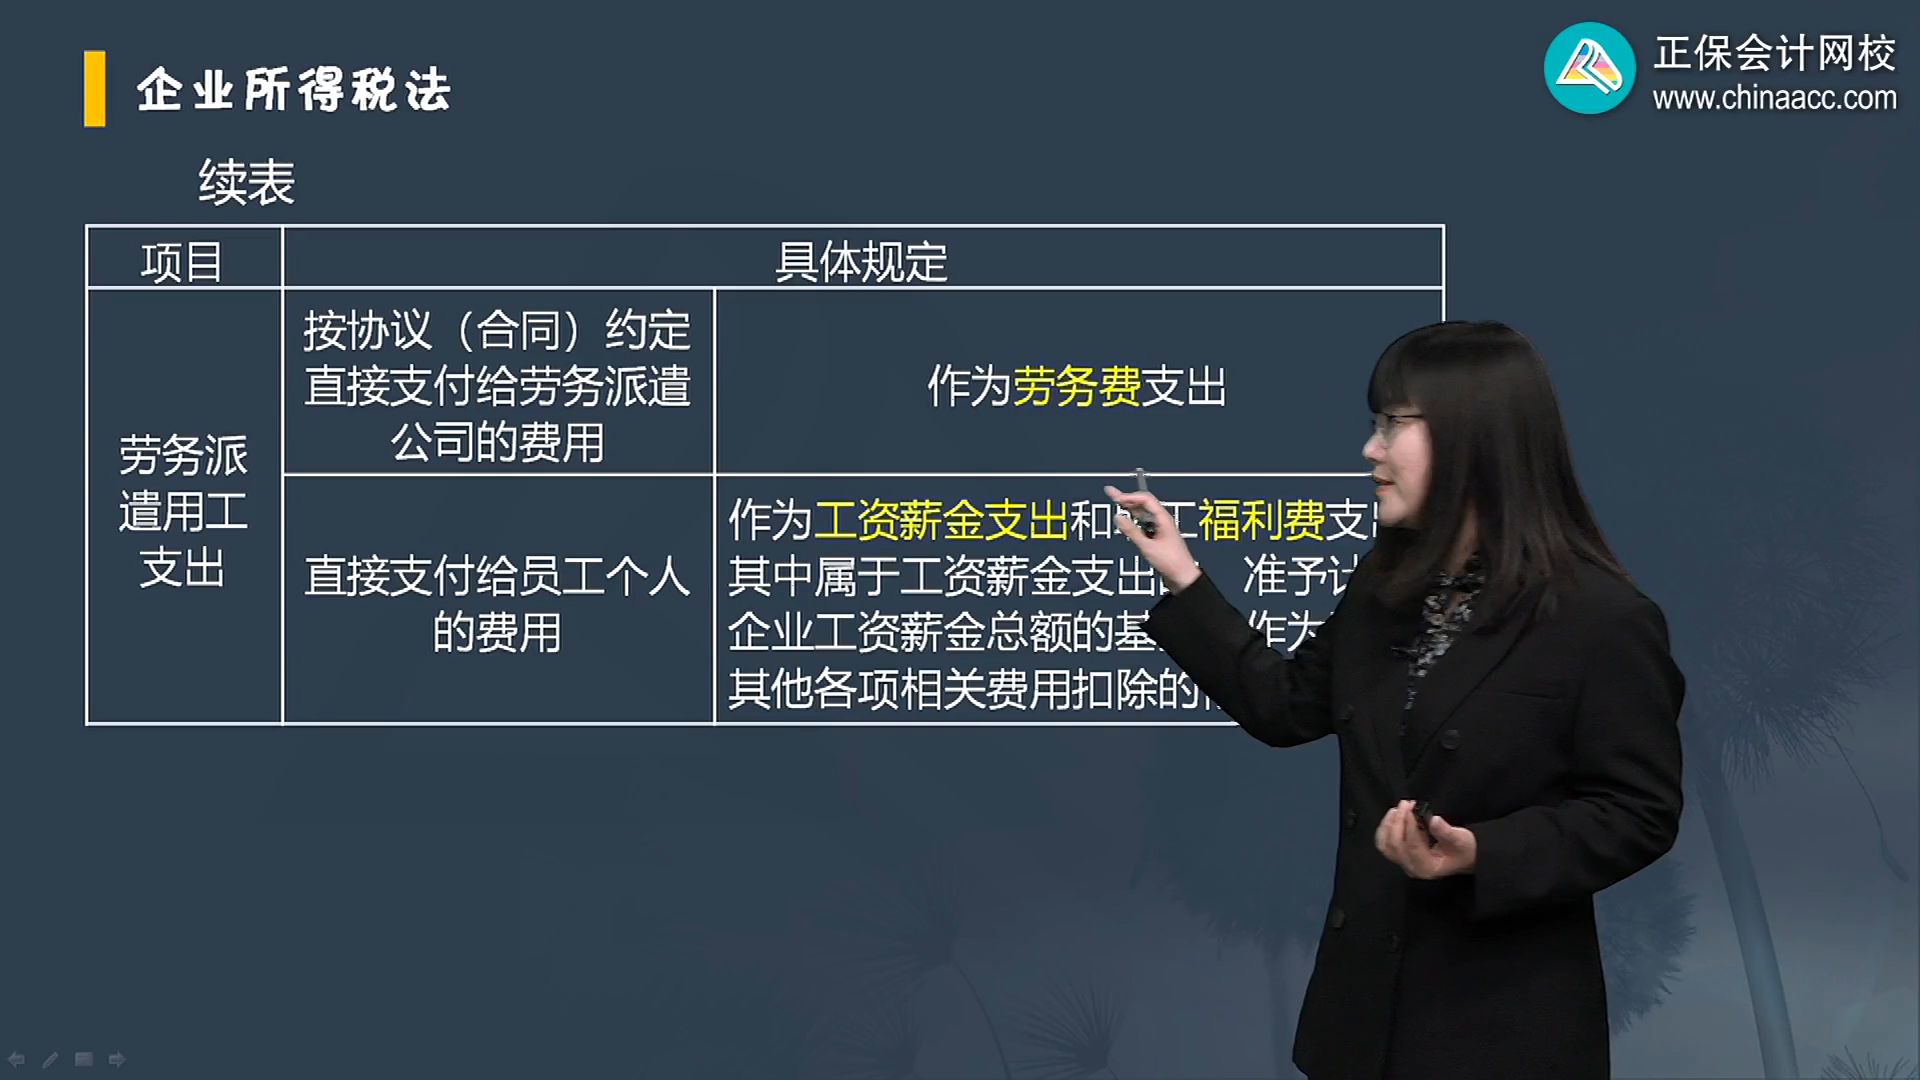 企业所得税法
正保会计网校
www.chinaacc.com
续表
项目
具体规定
劳务派
遣用工
支出
按协议（合同）约定
直接支付给劳务派遣
公司的费用
作为劳务费支出
直接支付给员工个人
的费用
作为工资薪金支出和 工福利费支
其中属于工资薪金支出 准予
企业工资薪金总额的 作为
其他各项相关费用扣除的